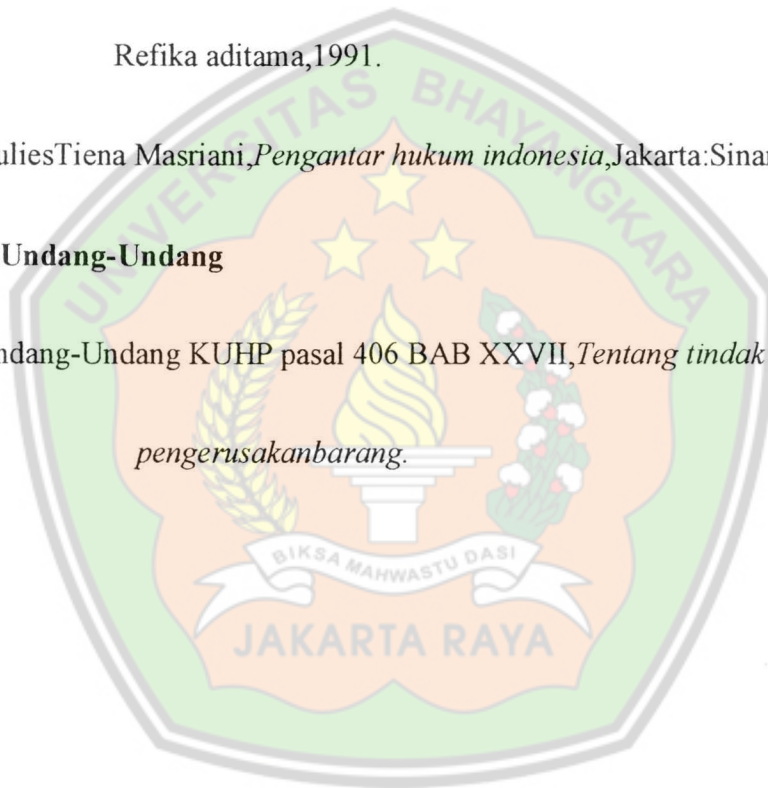 Refika aditama,1991.
uliesTiena Masriani,Pengantar hukum indonesia,Jakarta:Sinar
Undang-Undang
ndang-Undang KUHP pasal 406 BAB XXVII,Tentang tindak
pengerusakanbarang.
UNIVERSITAS BHAYANGKARA
BIKSA MAHWASTU DASI
JAKARTA RAYA